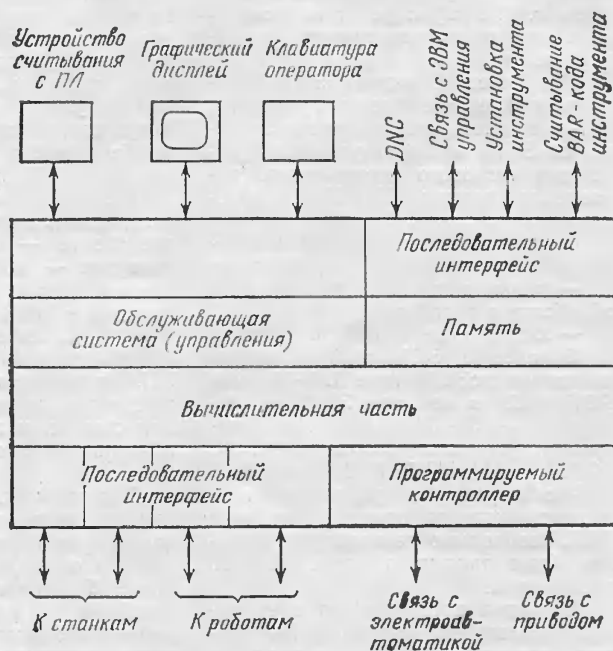 Устройство
считывания
с ПЛ
Графический
дисплей
Клавиатура
оператора
DNC
Связь с ЭВМ
управления
Установка
инструмента
Считывание
BAR-кода
инструмента
Последовательный
интерфейс
Обслуживающая
система (управления)
Память
Вычислительная часть
Последовательный
интерфейс
Программируемый
контроллер
К станкам
К роботам
Связь с
электроав-
томатикой
Связь с
приводом